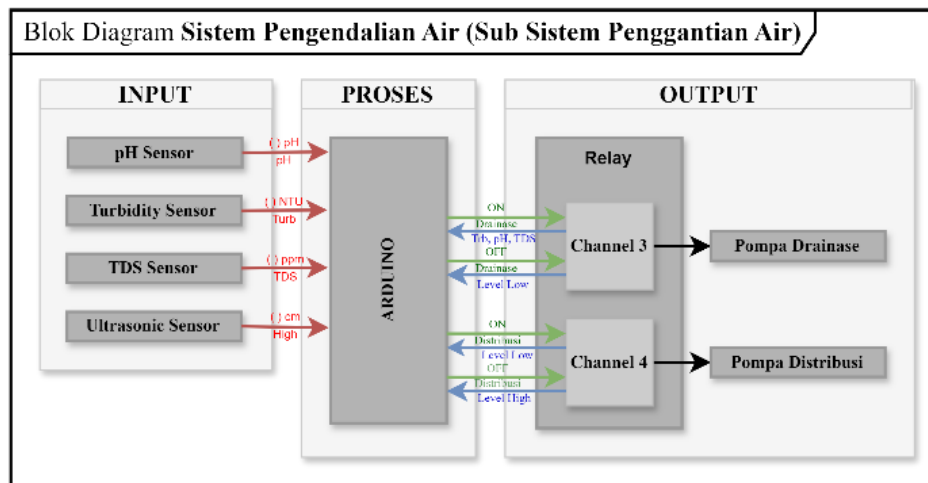 Blok Diagram Sistem Pengendalian Air (Sub Sistem Penggantian Air)
INPUT
pH Sensor
Turbidity Sensor
TDS Sensor
Ultrasonic Sensor
( ) pH
pH
( ) NTU
Turb
( ) ppm
TDS
( ) cm
High
PROSES
ARDUINO
ON
Drainase
Trb, pH, TDS
OFF
Drainase
Level Low
ON
Distribusi
Level Low
OFF
Distribusi
Level High
OUTPUT
Relay
Channel 3
Channel 4
Pompa Drainase
Pompa Distribusi